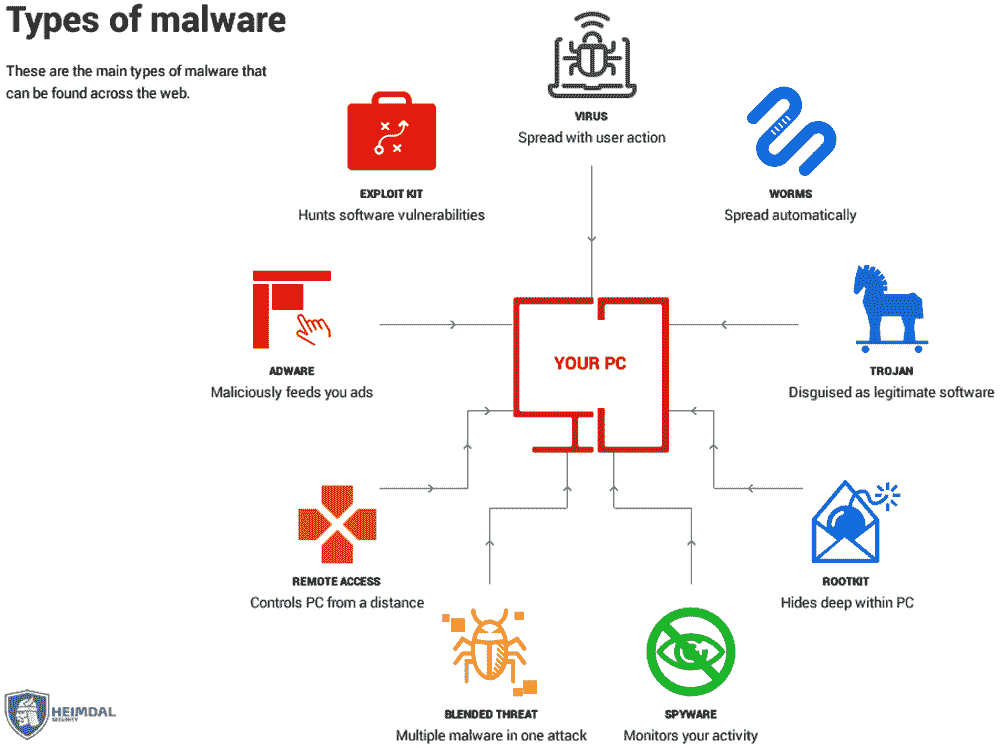 Types of malware
These are the main types of malware that
can be found across the web.
VIRUS
Spread with user action
EXPLOIT KIT
Hunts software vulnerabilities
WORMS
Spread automatically
ADWARE
Maliciously feeds you ads
YOUR PC
TROJAN
Disguised as legitimate software
REMOTE ACCESS
Controls PC from a distance
ROOTKIT
Hides deep within PC
BLENDED THREAT
Multiple malware in one attack
SPYWARE
Monitors your activity
HEIMDAL
SECURITY